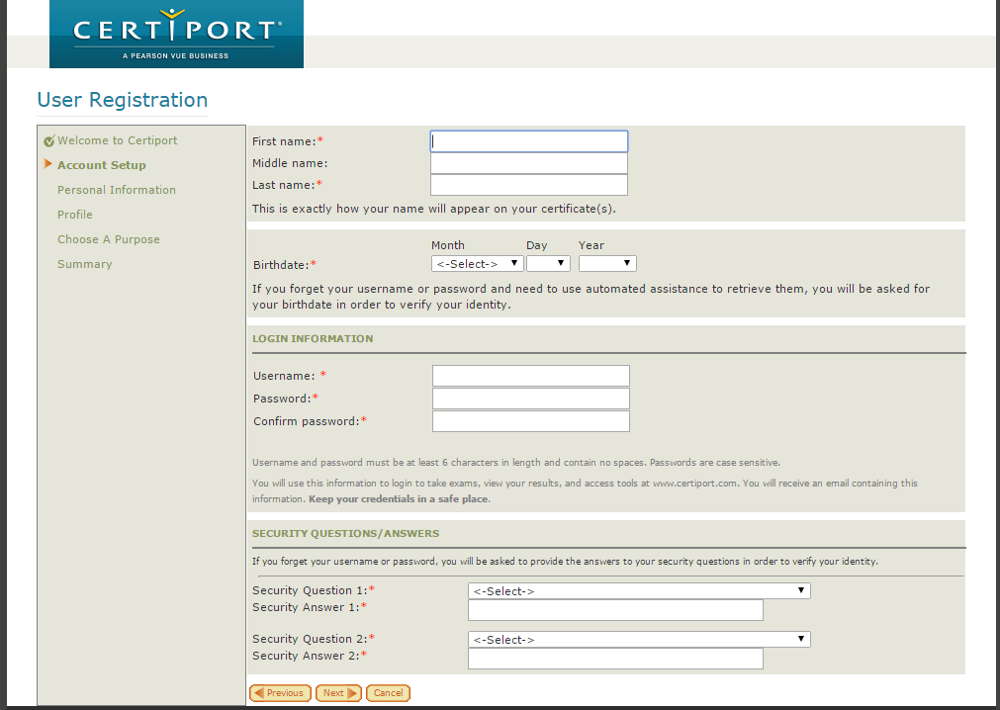 CERTIPORT®
A PEARSON VUE BUSINESS
User Registration
Welcome to Certiport
Account Setup
Personal Information
Profile
Choose A Purpose
Summary
First name:*
Middle name:
Last name:*
This is exactly how your name will appear on your certificate(s).
Month Day Year
Birthdate:* <-Select->
If you forget your username or password and need to use automated assistance to retrieve them, you will be asked for
your birthdate in order to verify your identity.
LOGIN INFORMATION
Username: *
Password:*
Confirm password:*
Username and password must be at least 6 characters in length and contain no spaces. Passwords are case sensitive.
You will use this information to login to take exams, view your results, and access tools at www.certiport.com. You will receive an email containing this
information. Keep your credentials in a safe place.
SECURITY QUESTIONS/ANSWERS
If you forget your username or password, you will be asked to provide the answers to your security questions in order to verify your identity.
Security Question 1:* <-Select->
Security Answer 1:*
Security Question 2:* <-Select->
Security Answer 2:*
Previous Next Cancel